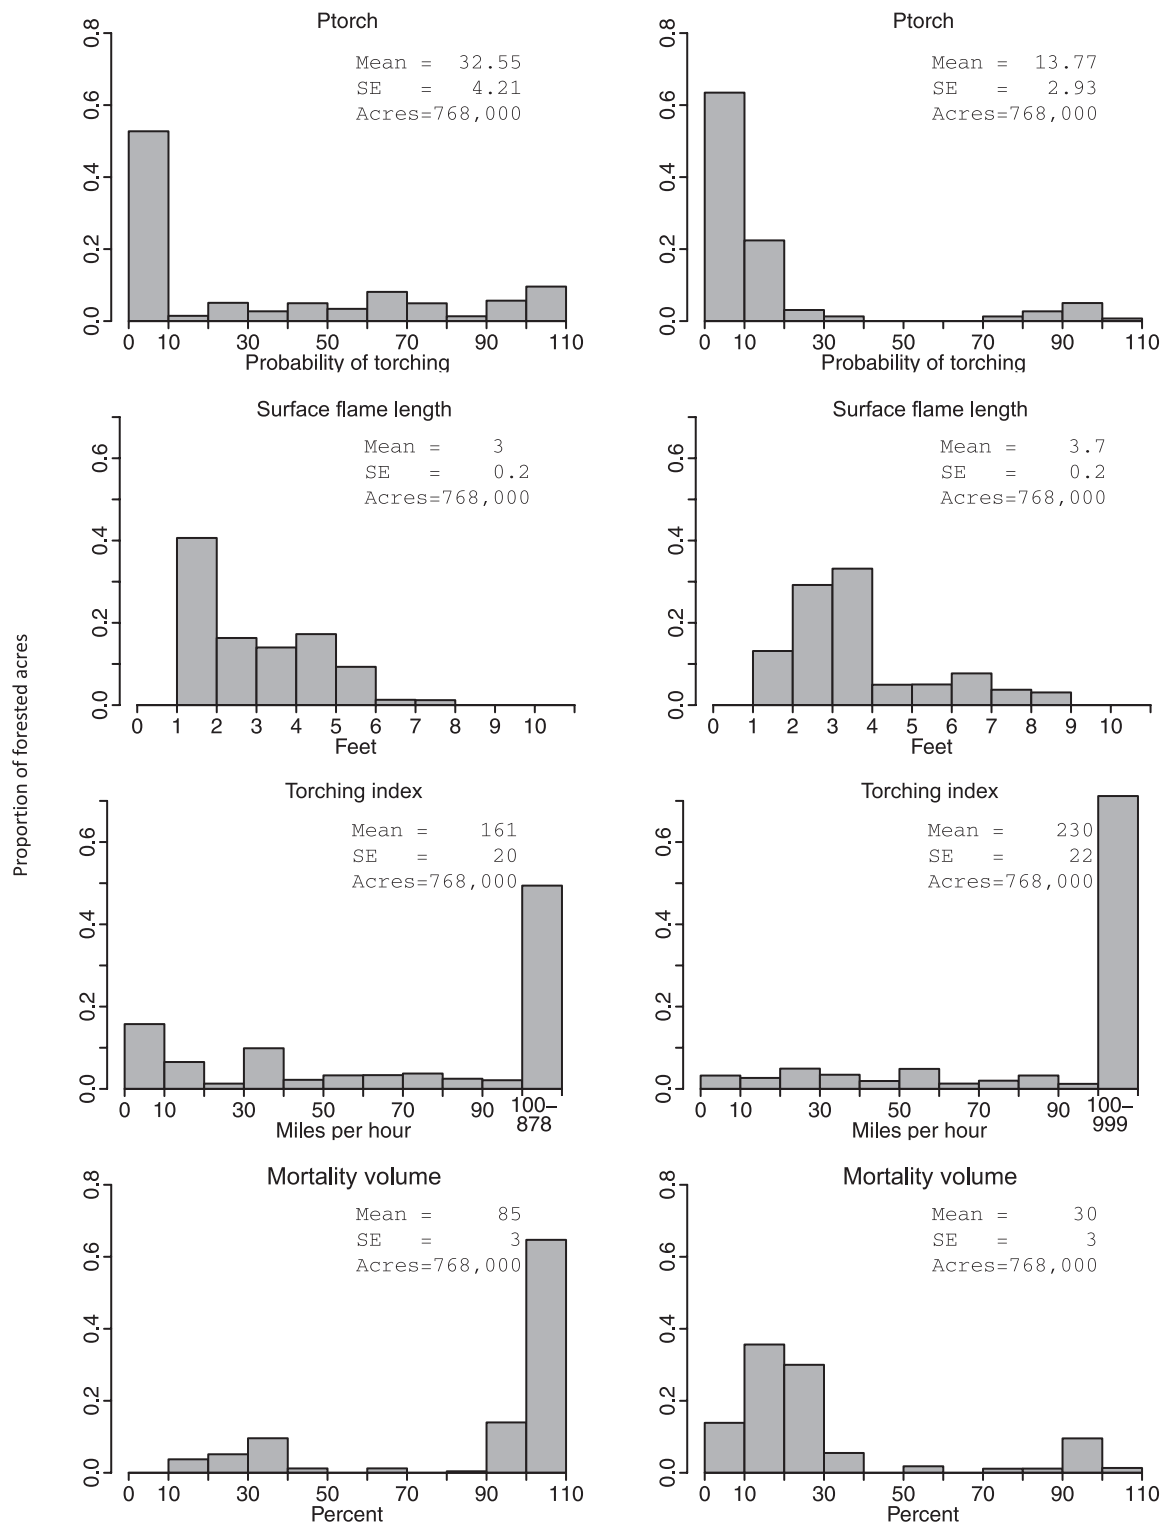 Proportion of forested acres
Ptorch
Mean = 32.55
SE = 4.21
Acres=768,000
0.0 0.2 0.4 0.6 0.8
0 10 30 50 70 90 110
Probability of torching
Ptorch
Mean = 13.77
SE = 2.93
Acres=768,000
0.0 0.2 0.4 0.6 0.8
0 10 30 50 70 90 110
Probability of torching
Surface flame length
Mean = 3
SE = 0.2
Acres=768,000
0.0 0.2 0.4 0.6
0 1 2 3 4 5 6 7 8 9 10
Feet
Surface flame length
Mean = 3.7
SE = 0.2
Acres=768,000
0.0 0.2 0.4 0.6
0 1 2 3 4 5 6 7 8 9 10
Feet
Torching index
Mean = 161
SE = 20
Acres=768,000
0.0 0.2 0.4 0.6
0 10 30 50 70 90 100–
878
Miles per hour
Torching index
Mean = 230
SE = 22
Acres=768,000
0.0 0.2 0.4 0.6
0 10 30 50 70 90 100–
999
Miles per hour
Mortality volume
Mean = 85
SE = 3
Acres=768,000
0.0 0.2 0.4 0.6 0.8
0 10 30 50 70 90 110
Percent
Mortality volume
Mean = 30
SE = 3
Acres=768,000
0.0 0.2 0.4 0.6 0.8
0 10 30 50 70 90 110
Percent